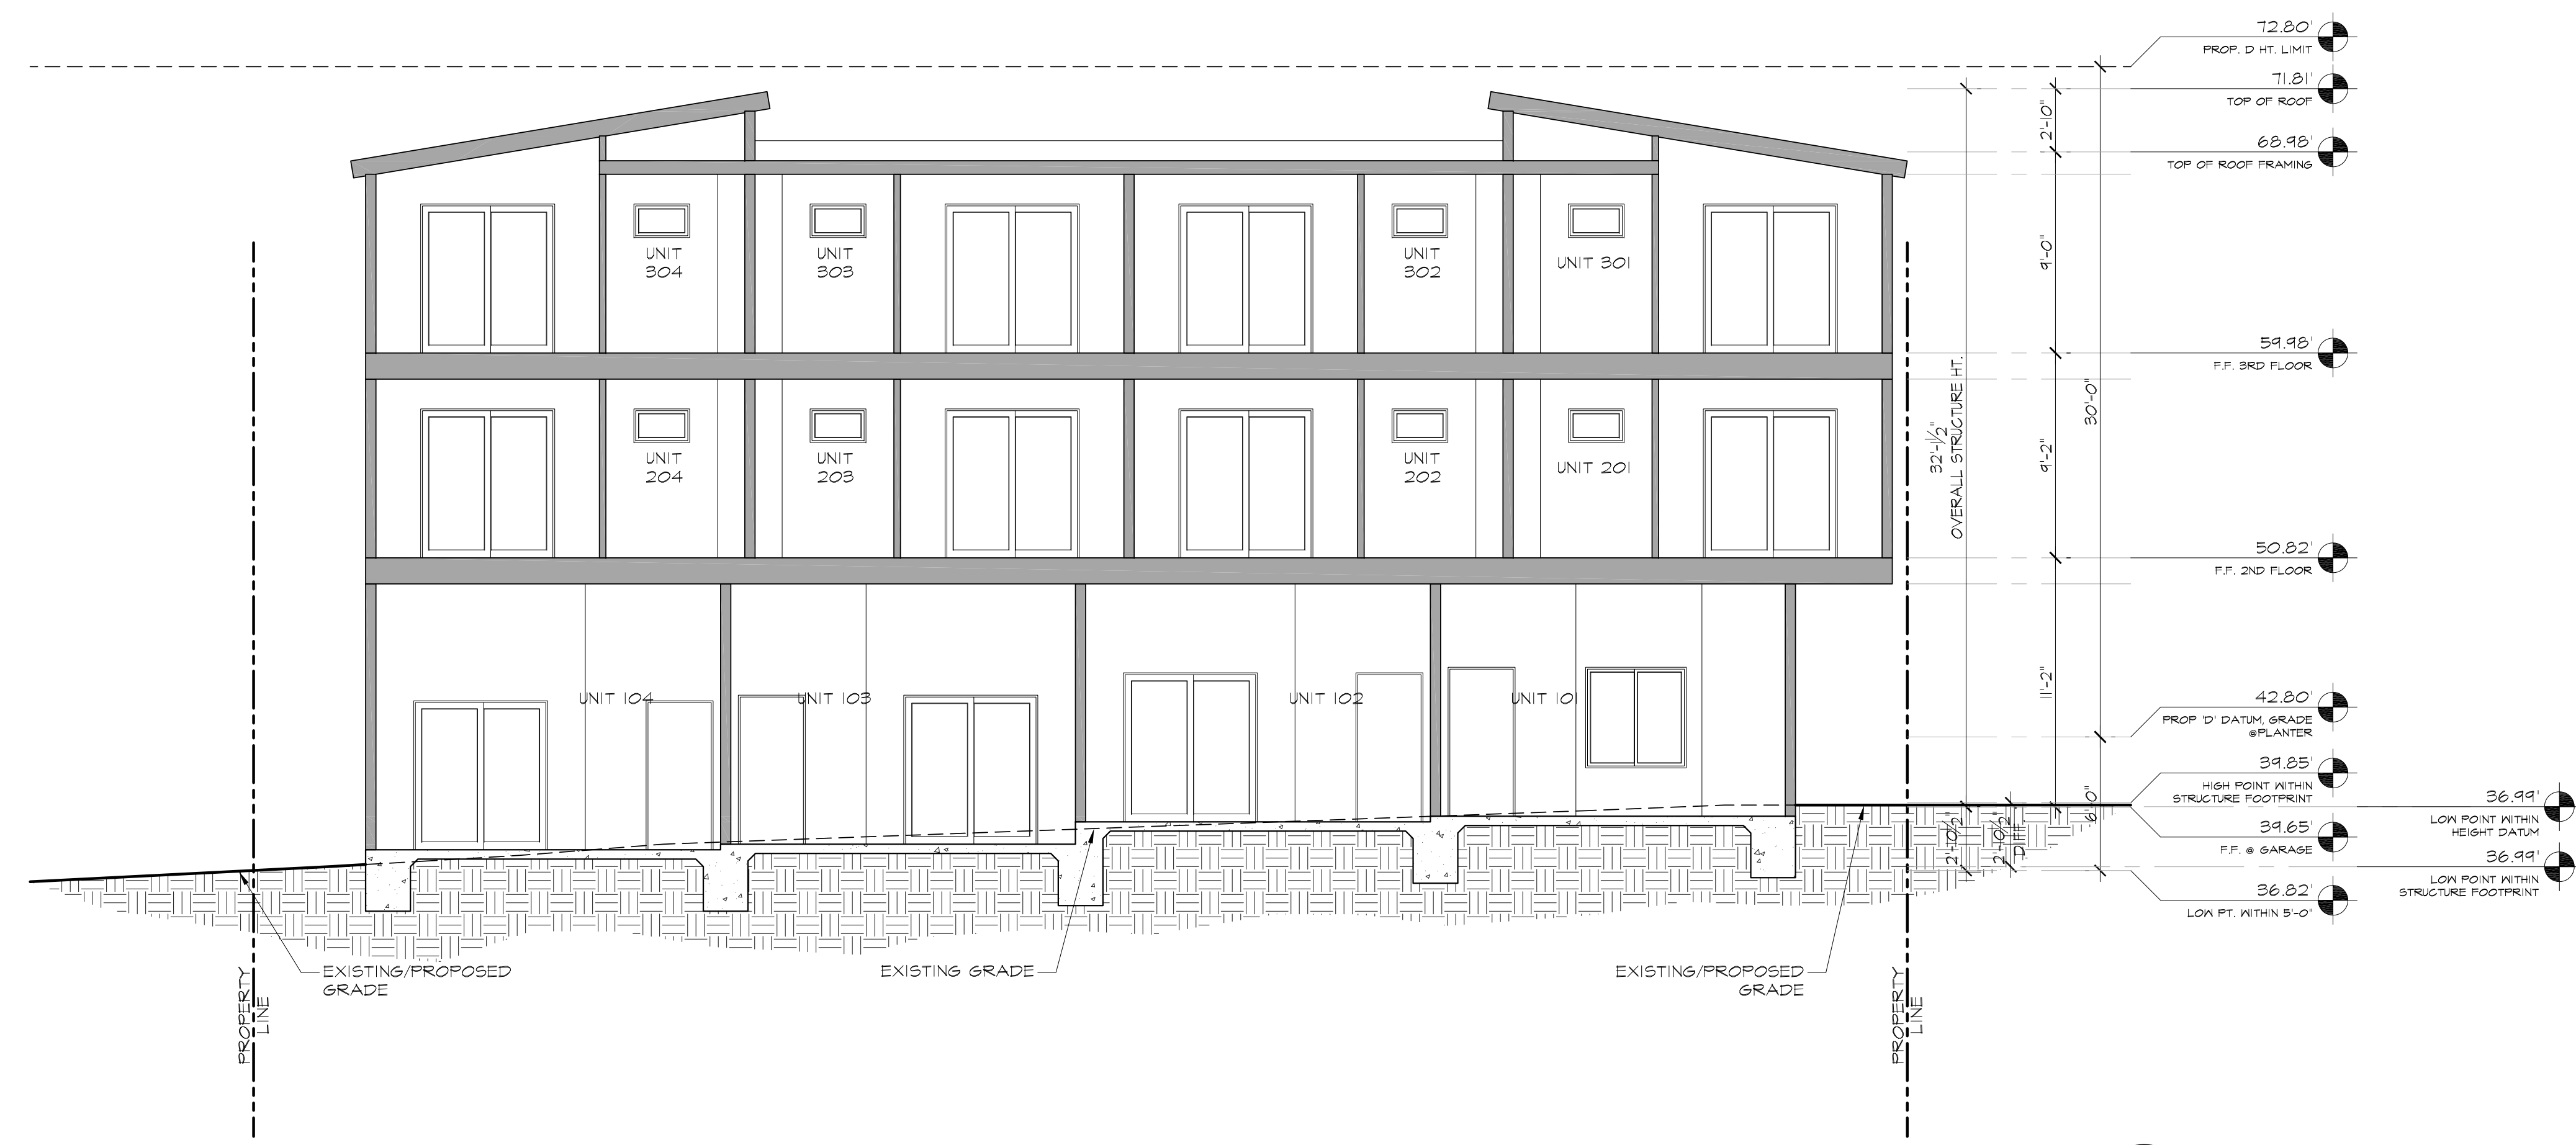 72.80'
PROP. D HT. LIMIT
71.81'
TOP OF ROOF
2'-10"
68.98'
TOP OF ROOF FRAMING
UNIT
304
UNIT
303
UNIT
302
UNIT 301
9'-0"
59.98'
F.F. 3RD FLOOR
32'-1½"
OVERALL STRUCTURE HT.
30'-0"
UNIT
204
UNIT
203
UNIT
202
UNIT 201
9'-2"
50.82'
F.F. 2ND FLOOR
UNIT 104
UNIT 103
UNIT 102
UNIT 101
11'-2"
42.80'
PROP 'D' DATUM, GRADE
@PLANTER
39.85'
HIGH POINT WITHIN
STRUCTURE FOOTPRINT
36.99'
LOW POINT WITHIN
HEIGHT DATUM
39.65'
F.F. @ GARAGE
36.99'
LOW POINT WITHIN
STRUCTURE FOOTPRINT
36.82'
LOW PT. WITHIN 5'-0"
2'-10½"
2'-10½"
DIFF.
6'-0"
EXISTING/PROPOSED
GRADE
EXISTING GRADE
EXISTING/PROPOSED
GRADE
PROPERTY
LINE
PROPERTY
LINE